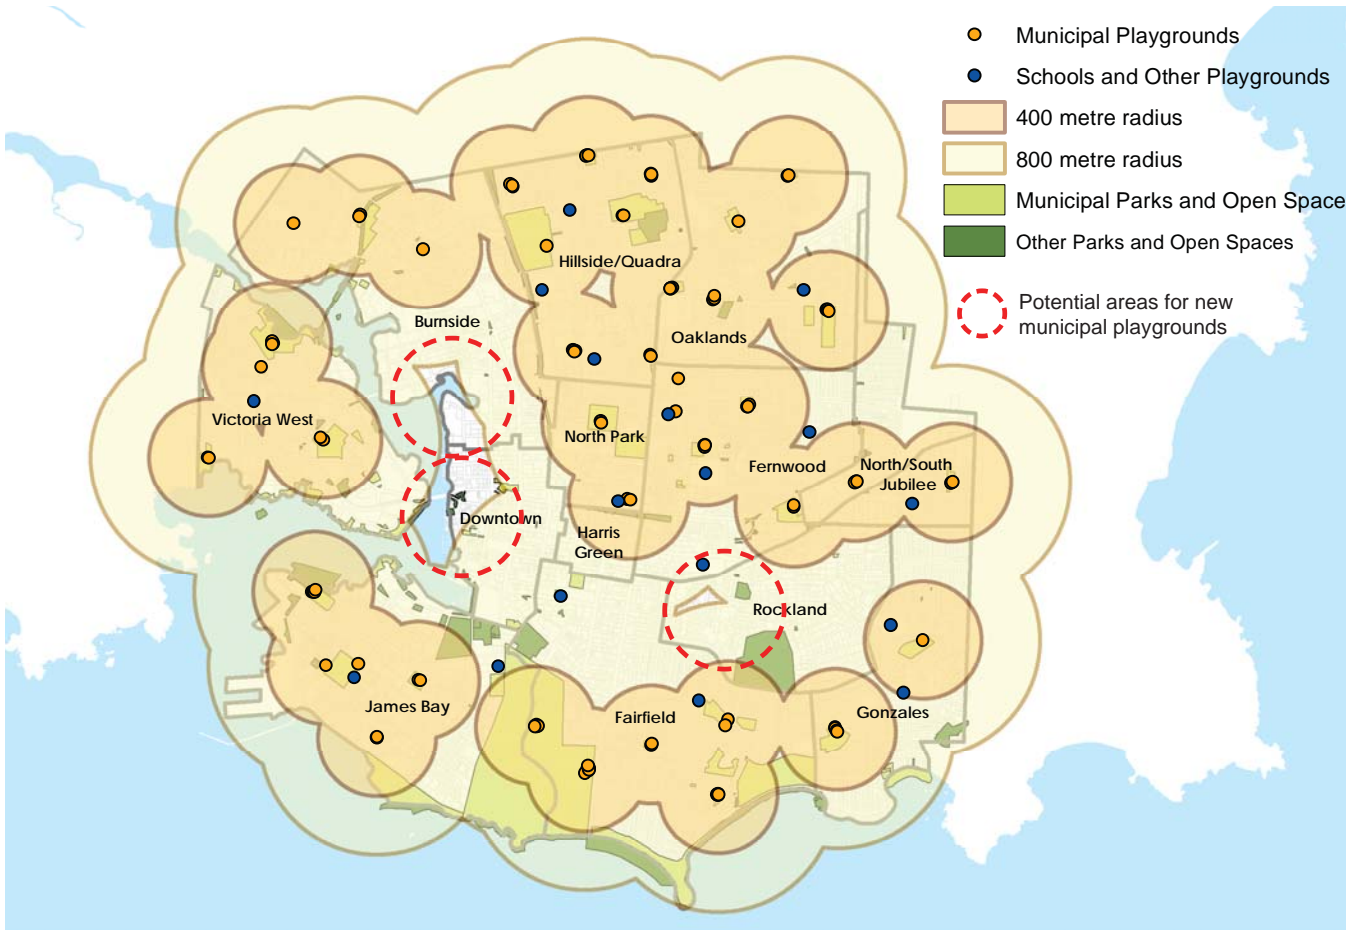 Municipal Playgrounds
Schools and Other Playgrounds
400 metre radius
800 metre radius
Municipal Parks and Open Space
Other Parks and Open Spaces
Potential areas for new
municipal playgrounds
Hillside/Quadra
Burnside
Oaklands
Victoria West
North Park
Fernwood
North/South
Jubilee
Downtown
Harris
Green
Rockland
James Bay
Fairfield
Gonzales